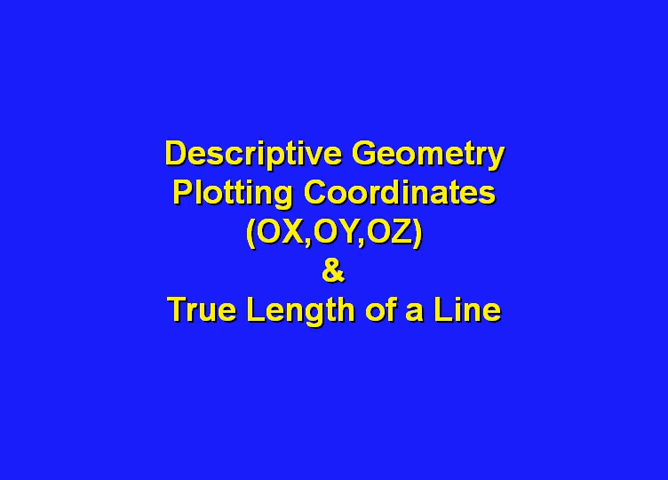 Descriptive Geometry
Plotting Coordinates
(OX,OY,OZ)
&
True Length of a Line